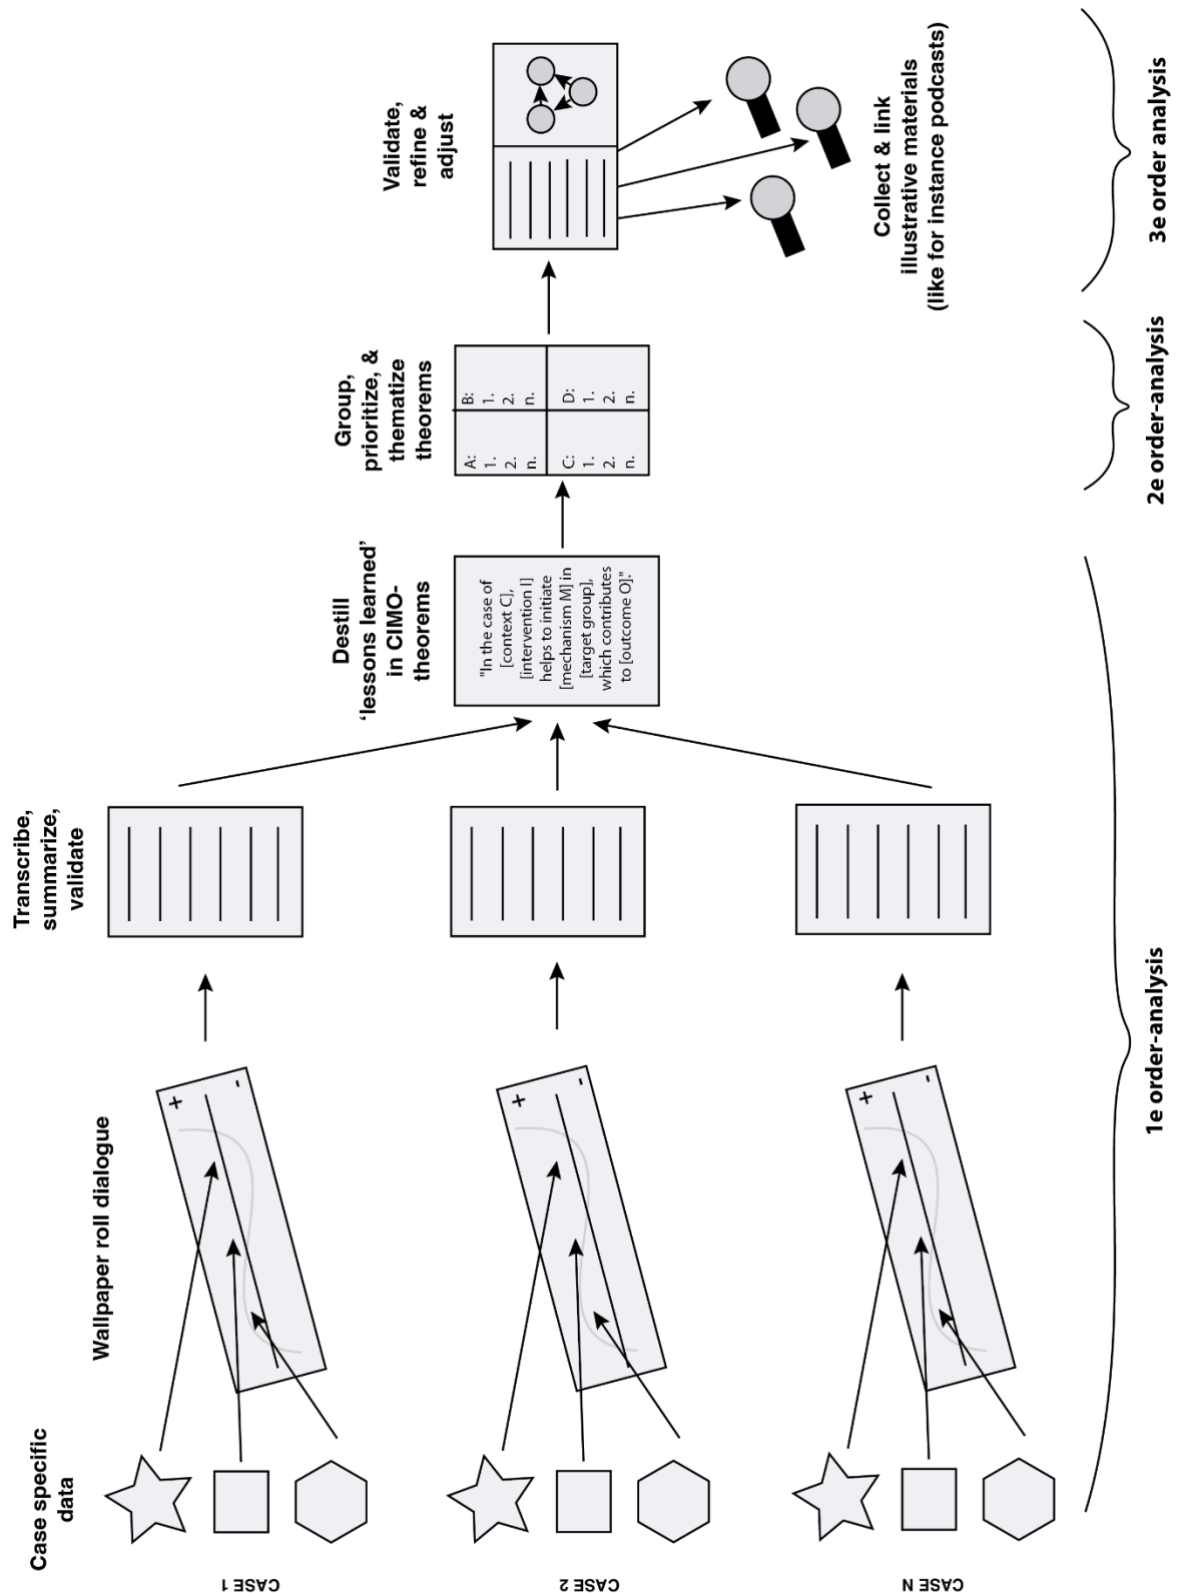 Case specific
data
Wallpaper roll dialogue
Transcribe,
summarize,
validate
Destill
‘lessons learned’
in CIMO-
theorems
Group,
prioritize, &
thematize
theorems
Validate,
refine &
adjust
CASE 1
CASE 2
CASE N
+
-
+
-
+
-
"In the case of
[context C],
[intervention I]
helps to initiate
[mechanism M] in
[target group],
which contributes
to [outcome O]."
A:
1.
2.
n.
B:
1.
2.
n.
C:
1.
2.
n.
D:
1.
2.
n.
Collect & link
illustrative materials
(like for instance podcasts)
1e order-analysis
2e order-analysis
3e order analysis